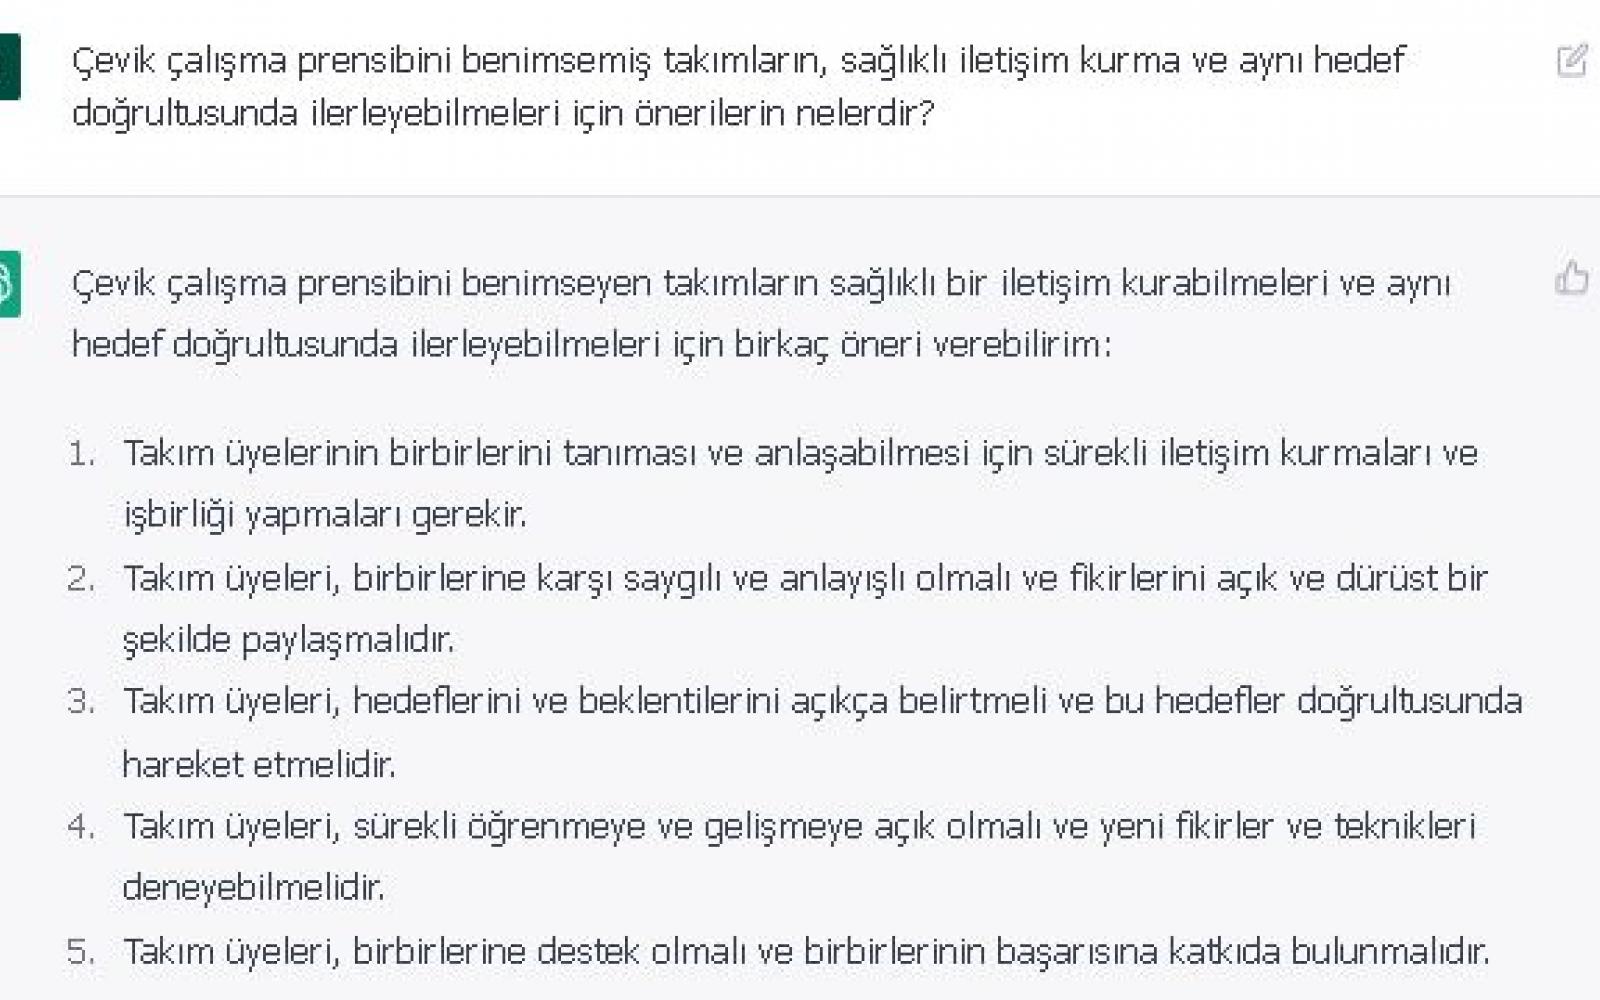 Çevik çalışma prensibini benimsemiş takımların, sağlıklı iletişim kurma ve aynı hedef
doğrultusunda ilerleyebilmeleri için önerilerin nelerdir?
Çevik çalışma prensibini benimseyen takımların sağlıklı bir iletişim kurabilmeleri ve aynı
hedef doğrultusunda ilerleyebilmeleri için birkaç öneri verebilirim:
1. Takım üyelerinin birbirlerini tanıması ve anlaşabilmesi için sürekli iletişim kurmaları ve
işbirliği yapmaları gerekir.
2. Takım üyeleri, birbirlerine karşı saygılı ve anlayışlı olmalı ve fikirlerini açık ve dürüst bir
şekilde paylaşmalıdır.
3. Takım üyeleri, hedeflerini ve beklentilerini açıkça belirtmeli ve bu hedefler doğrultusunda
hareket etmelidir.
4. Takım üyeleri, sürekli öğrenmeye ve gelişmeye açık olmalı ve yeni fikirler ve teknikleri
deneyebilmelidir.
5. Takım üyeleri, birbirlerine destek olmalı ve birbirlerinin başarısına katkıda bulunmalıdır.